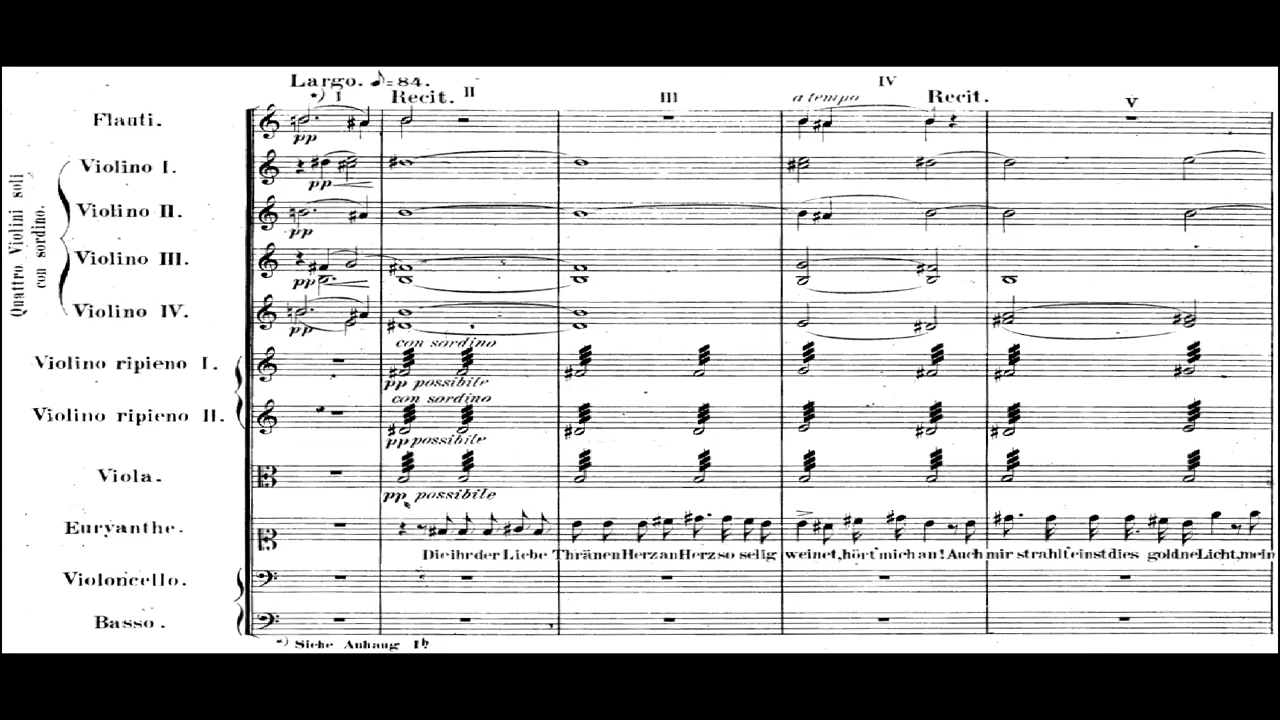 Largo. ♪=84.
*) I Recit. II III a tempo IV Recit. V
Flauti.
pp
Quattro Violini soli
con sordino.
Violino I.
pp
Violino II.
pp
Violino III.
pp
Violino IV.
pp
con sordino
Violino ripieno I.
pp possibile
con sordino
Violino ripieno II.
pp possibile
Viola.
pp possibile
Euryanthe.
Die ihr der Liebe Thränen Herz an Herz so selig weinet, hört mich an! Auch mir strahlt einst dies goldne Licht, mein
Violoncello.
Basso.
*) Siehe Anhang Ib